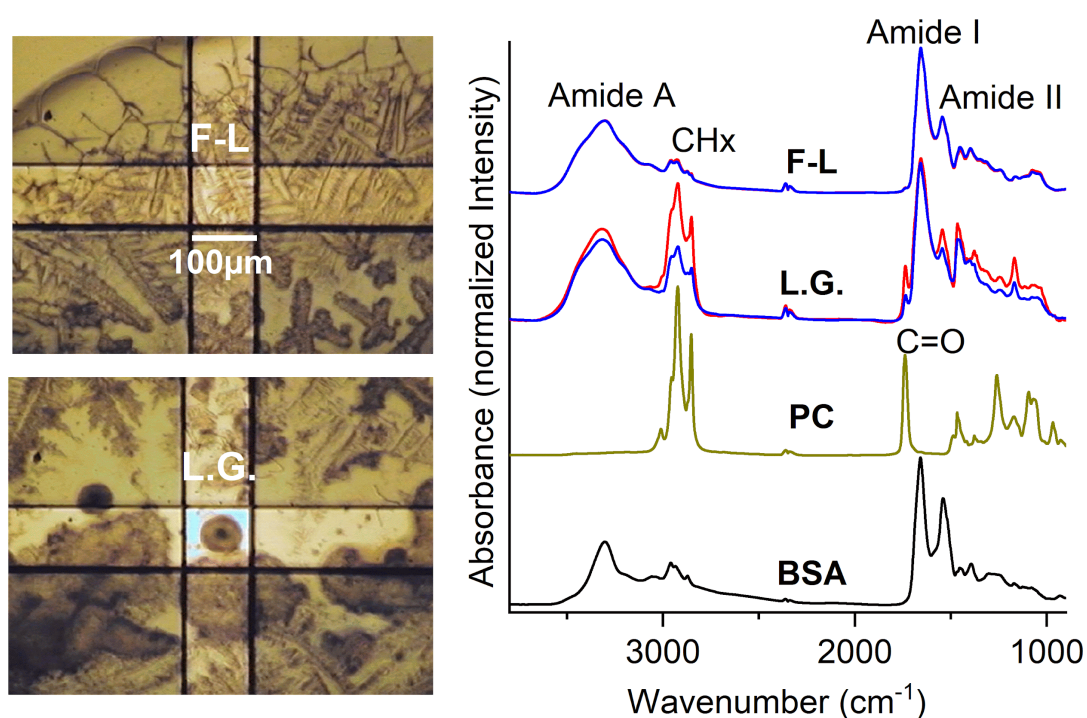 F-L
100μm
L.G.
Absorbance (normalized Intensity)
Amide I
Amide A
Amide II
CHx
F-L
L.G.
C=O
PC
BSA
3000
2000
1000
Wavenumber (cm-1)